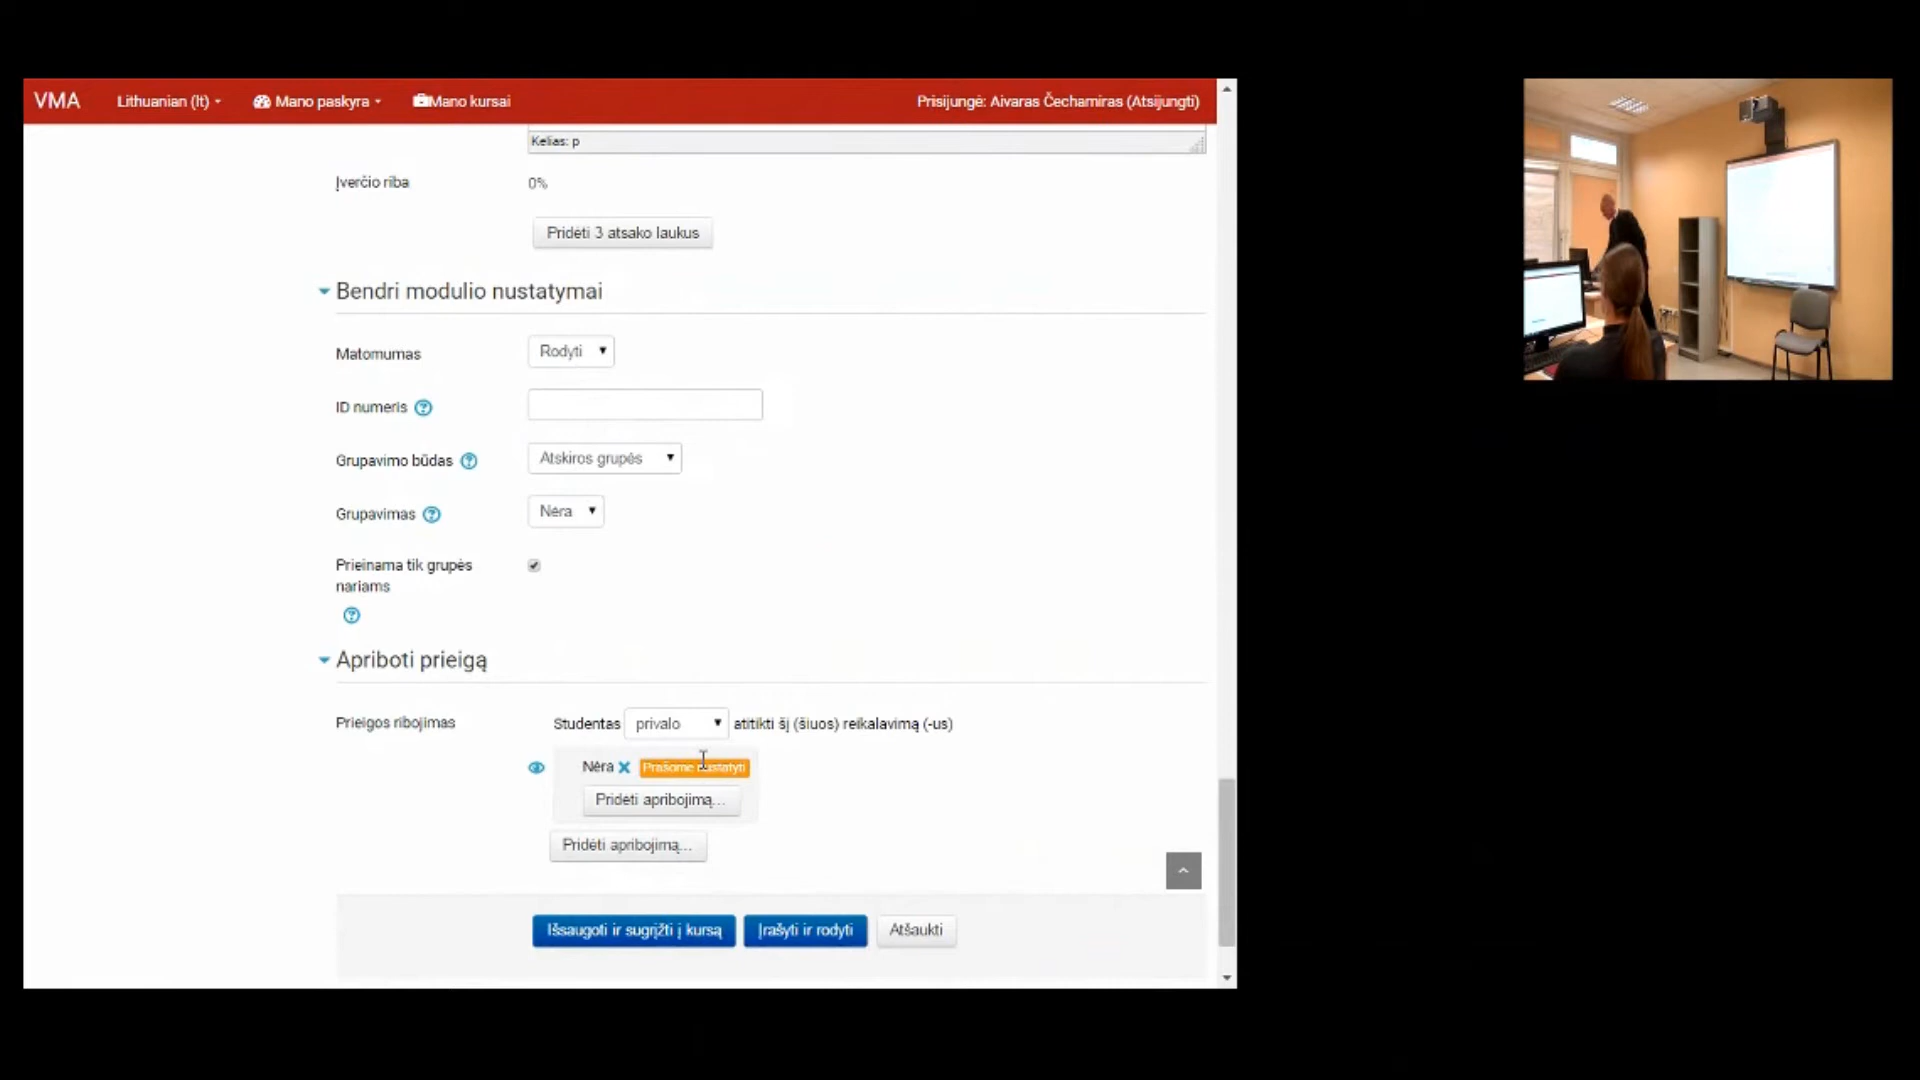 VMA Lithuanian (lt) Mano paskyra Mano kursai Prisijungė: Aivaras Čechamiras (Atsijungti)
Kelias: p
Įverčio riba 0%
Pridėti 3 atsako laukus
Bendri modulio nustatymai
Matomumas Rodyti
ID numeris
Grupavimo būdas Atskiros grupės
Grupavimas Nėra
Prieinama tik grupės
nariams
Apriboti prieigą
Prieigos ribojimas Studentas privalo atitikti šį (šiuos) reikalavimą (-us)
Nėra Prašome nustatyti
Pridėti apribojimą...
Pridėti apribojimą...
Išsaugoti ir sugrįžti į kursą Įrašyti ir rodyti Atšaukti